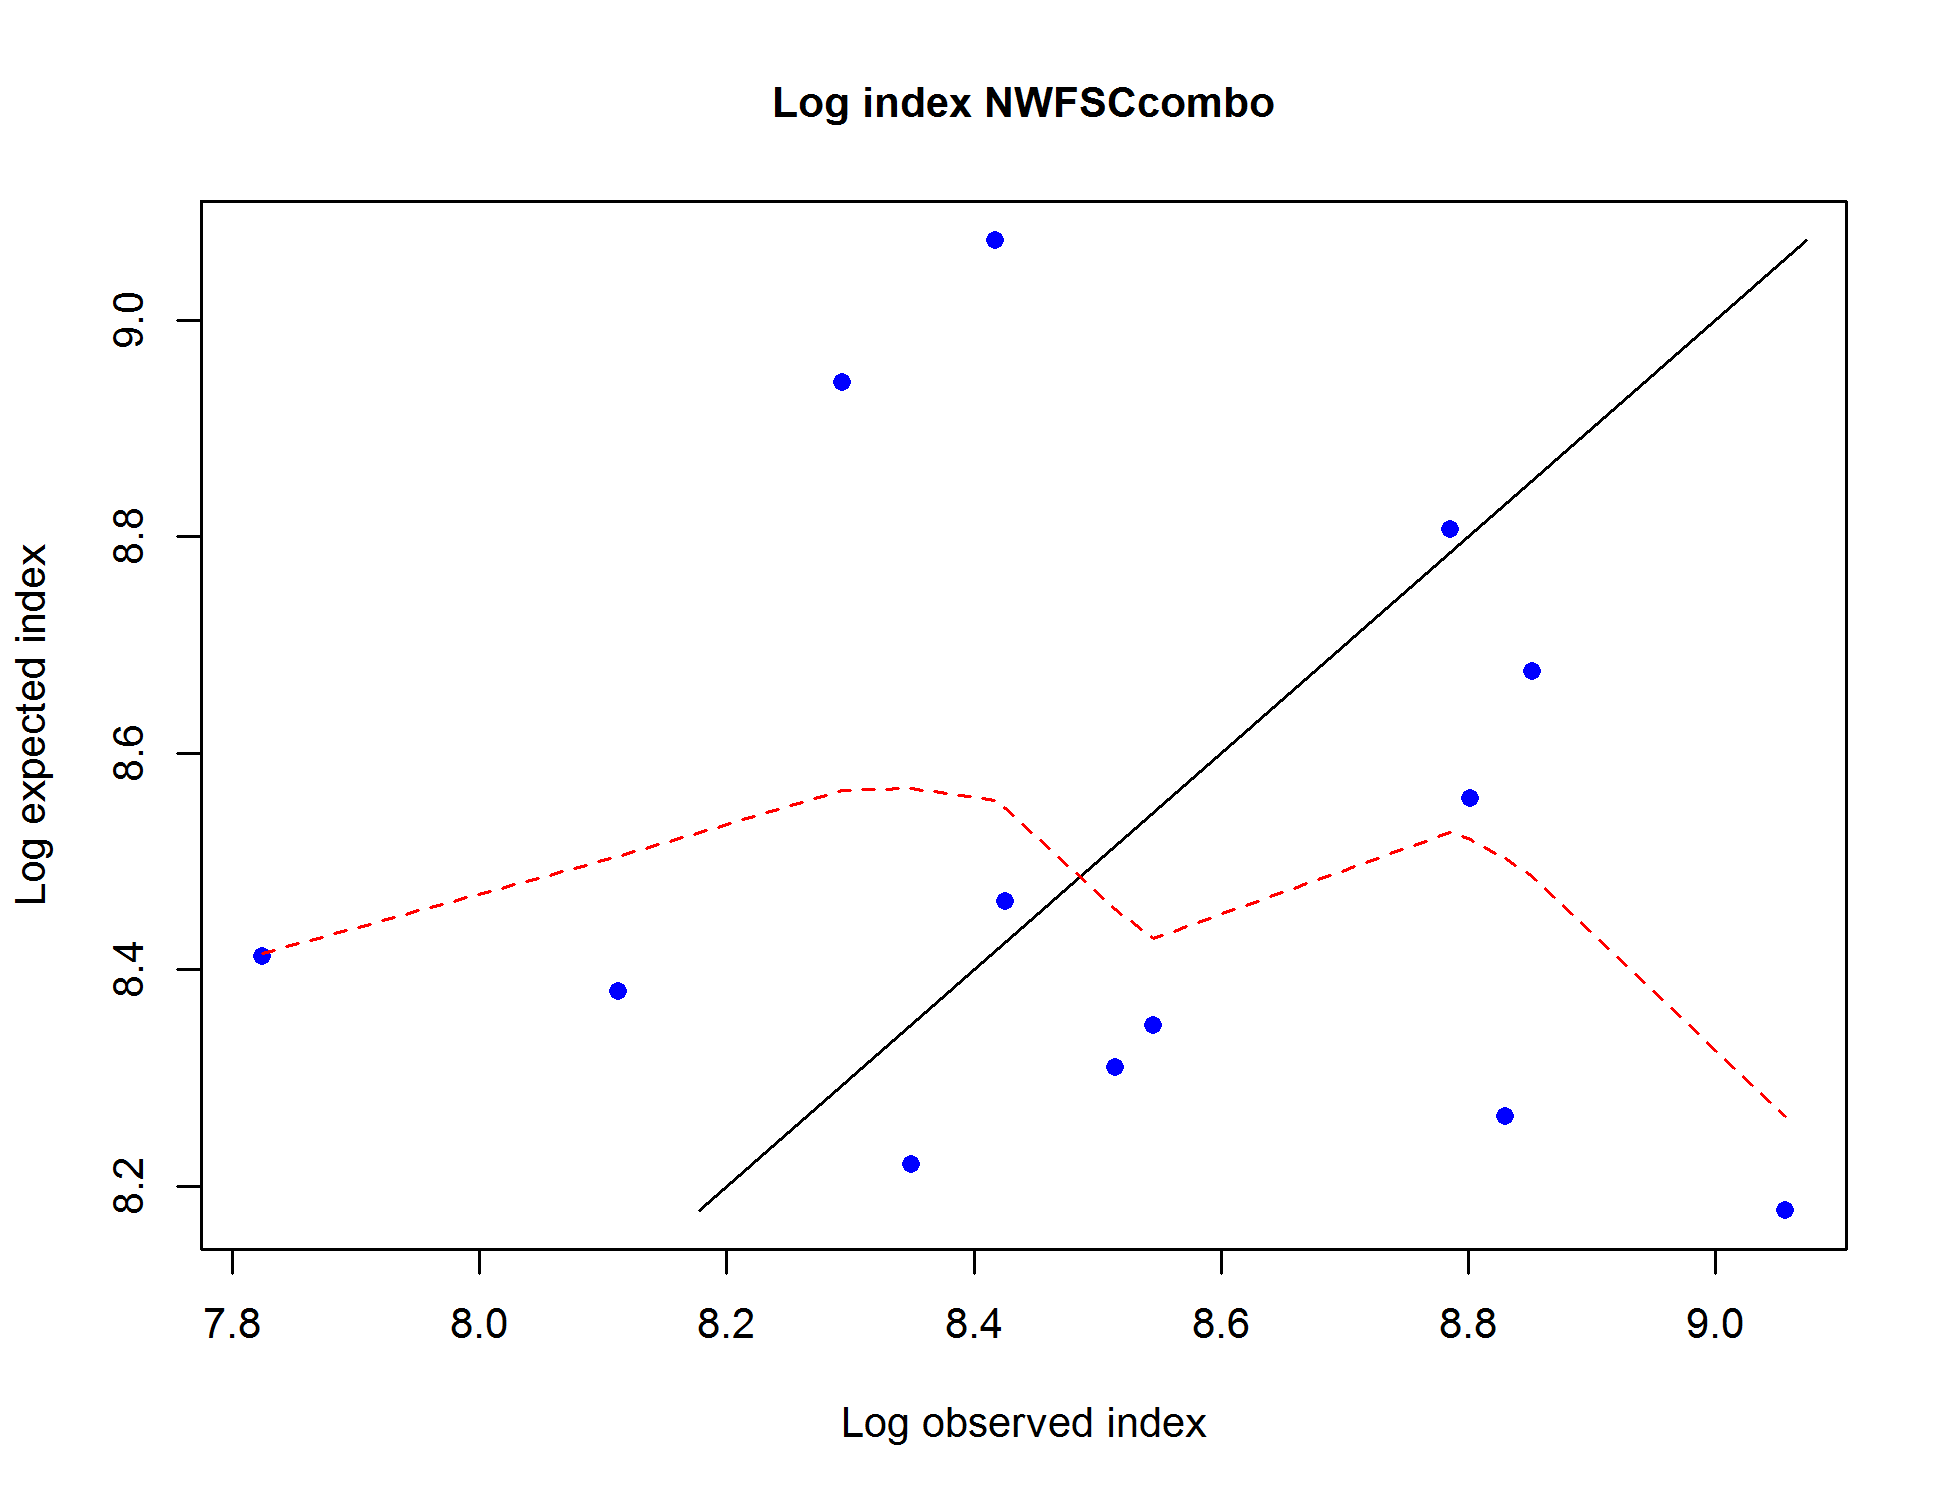 Log index NWFSCcombo
Log expected index
9.0
8.8
8.6
8.4
8.2
7.8 8.0 8.2 8.4 8.6 8.8 9.0
Log observed index